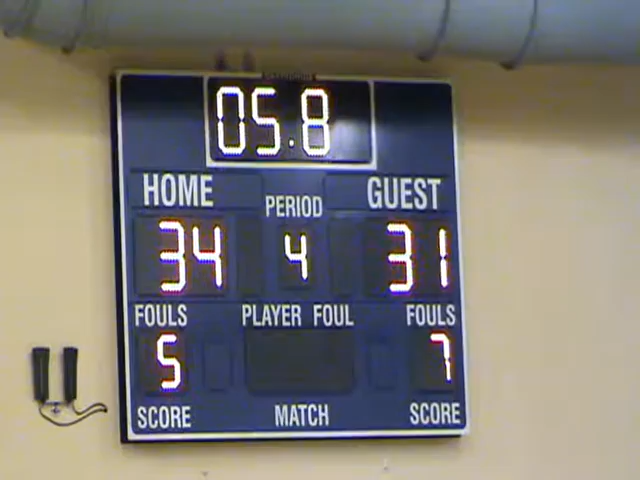 05.8
HOME PERIOD GUEST
34 4 31
FOULS PLAYER FOUL FOULS
5 7
SCORE MATCH SCORE